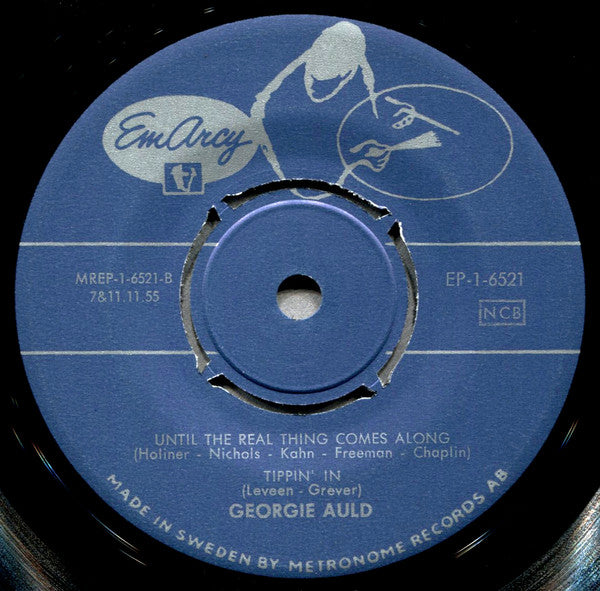 EmArcy
MREP-1-6521-B
7&11.11.55
EP-1-6521
NCB
UNTIL THE REAL THING COMES ALONG
(Holiner - Nichols - Kahn - Freeman - Chaplin)
TIPPIN' IN
(Leveen - Grever)
GEORGIE AULD
MADE IN SWEDEN BY METRONOME RECORDS AB